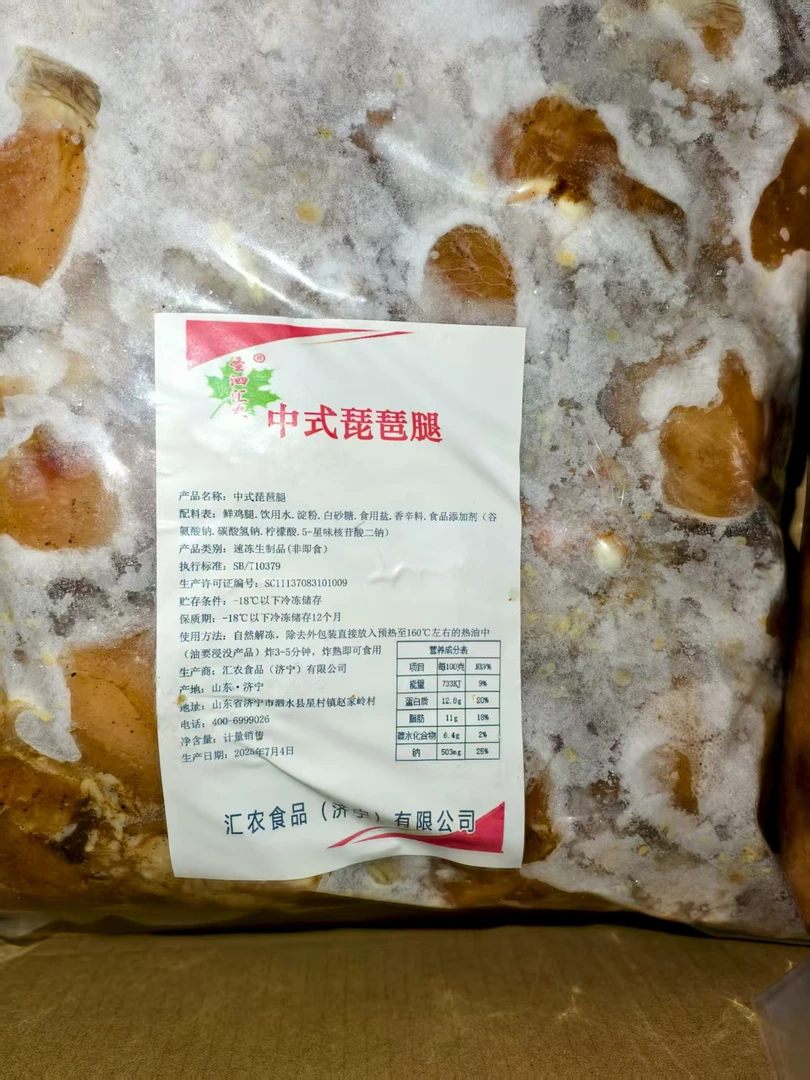 圣泗汇农®
中式琵琶腿
产品名称：中式琵琶腿
配料表：鲜鸡腿.饮用水.淀粉.白砂糖.食用盐.香辛料.食品添加剂（谷
氨酸钠.碳酸氢钠.柠檬酸.5-呈味核苷酸二钠）
产品类别：速冻生制品(非即食)
执行标准：SB/T10379
生产许可证编号：SC11137083101009
贮存条件：-18℃以下冷冻储存
保质期：-18℃以下冷冻储存12个月
使用方法：自然解冻，除去外包装直接放入预热至160℃左右的热油中
（油要浸没产品）炸3-5分钟，炸熟即可食用
生产商：汇农食品（济宁）有限公司
产地：山东·济宁
地址：山东省济宁市泗水县星村镇赵家岭村
电话：400-6999026
净含量：计量销售
生产日期：2025年7月4日
营养成分表
项目 每100克 NRV%
能量 733KJ 9%
蛋白质 12.0g 20%
脂肪 11g 18%
碳水化合物 6.4g 2%
钠 503mg 25%
汇农食品（济宁）有限公司